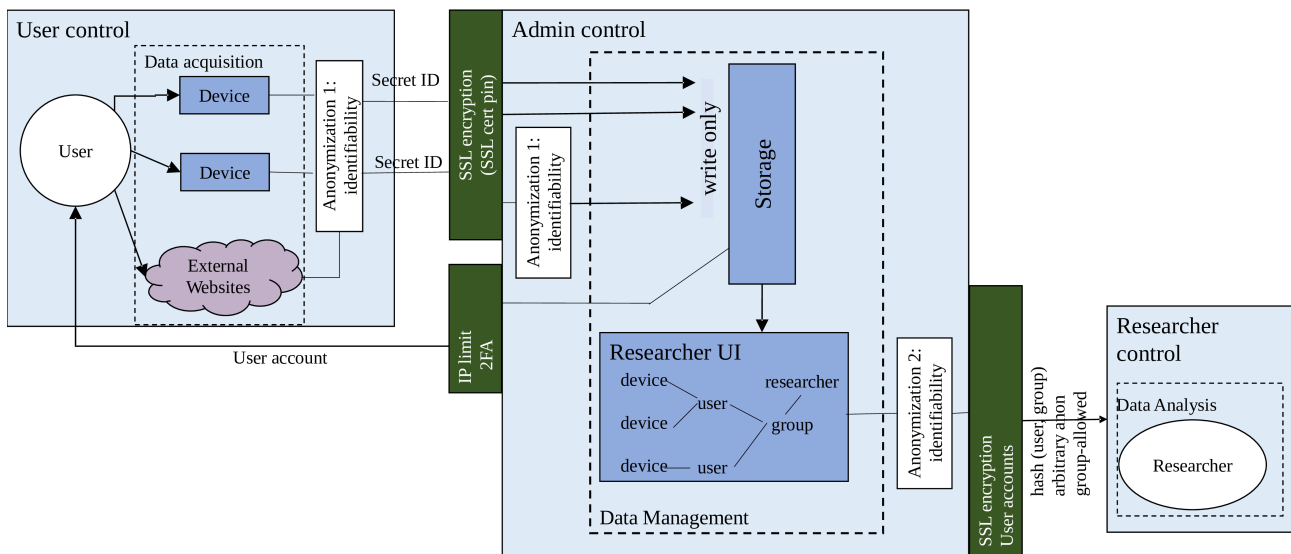 User control
Data acquisition
Device
Device
User
External
Websites
Anonymization 1:
identifiability
Secret ID
Secret ID
User account
SSL encryption
(SSL cert pin)
IP limit
2FA
Admin control
Anonymization 1:
identifiability
write only
Storage
Researcher UI
device
device
device
user
user
researcher
group
Data Management
Anonymization 2:
identifiability
SSL encryption
User accounts
hash (user, group)
arbitrary anon
group-allowed
Researcher
control
Data Analysis
Researcher